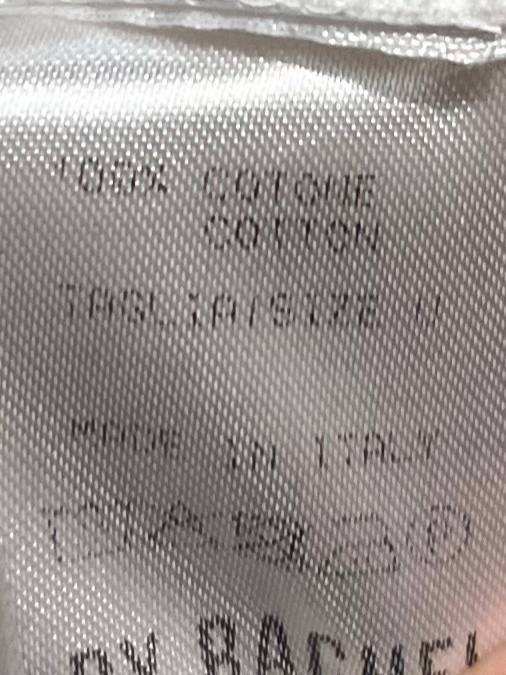 100% COTONE
COTTON
TAGLIA/SIZE U
MADE IN ITALY